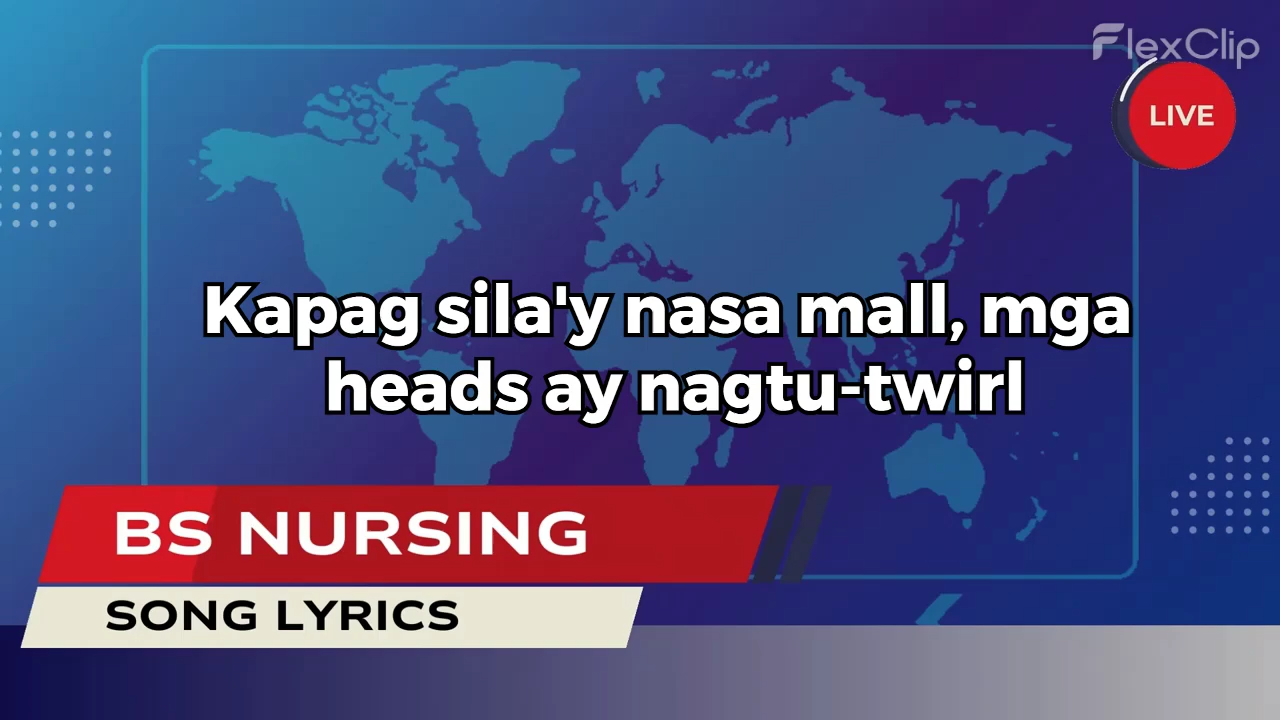 FlexClip
LIVE
Kapag sila'y nasa mall, mga
heads ay nagtu-twirl
BS NURSING
SONG LYRICS